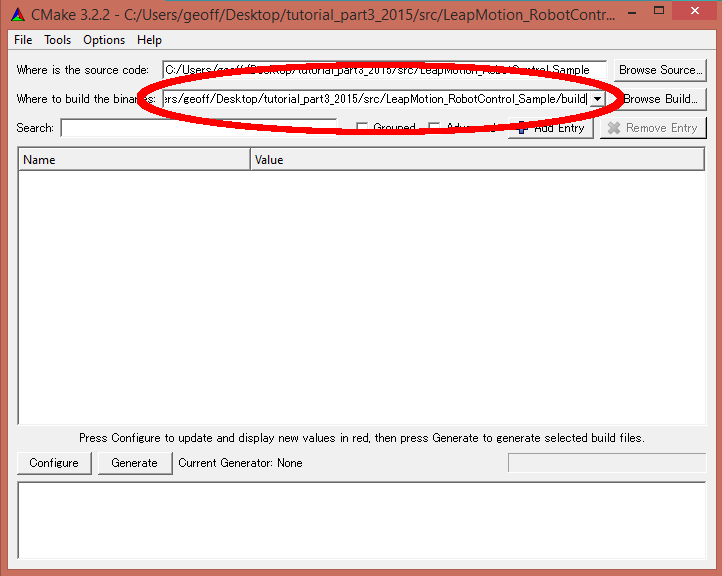 CMake 3.2.2 - C:/Users/geoff/Desktop/tutorial_part3_2015/src/LeapMotion_RobotContr...
File Tools Options Help
Where is the source code: C:/Users/geoff/Desktop/tutorial_part3_2015/src/LeapMotion_RobotControl_Sample Browse Source...
Where to build the binaries: ers/geoff/Desktop/tutorial_part3_2015/src/LeapMotion_RobotControl_Sample/build Browse Build...
Search: Grouped Advanced Add Entry Remove Entry
Name Value
Press Configure to update and display new values in red, then press Generate to generate selected build files.
Configure Generate Current Generator: None